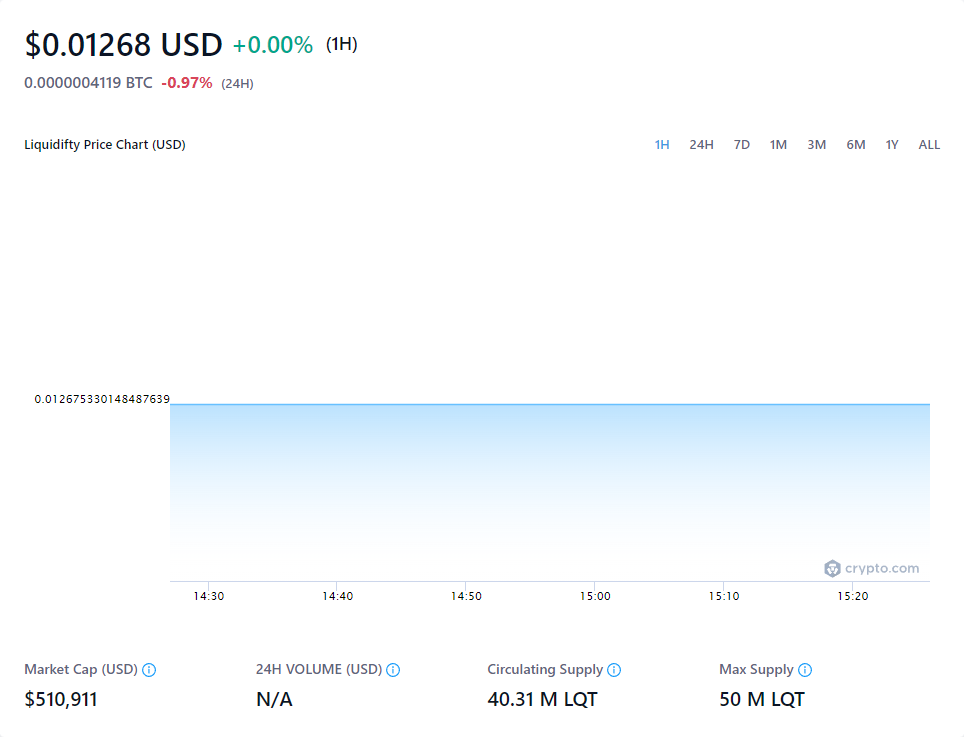 $0.01268 USD +0.00% (1H)
0.0000004119 BTC -0.97% (24H)
Liquidifty Price Chart (USD) 1H 24H 7D 1M 3M 6M 1Y ALL
0.012675330148487639
crypto.com
14:30 14:40 14:50 15:00 15:10 15:20
Market Cap (USD) 24H VOLUME (USD) Circulating Supply Max Supply
$510,911 N/A 40.31 M LQT 50 M LQT